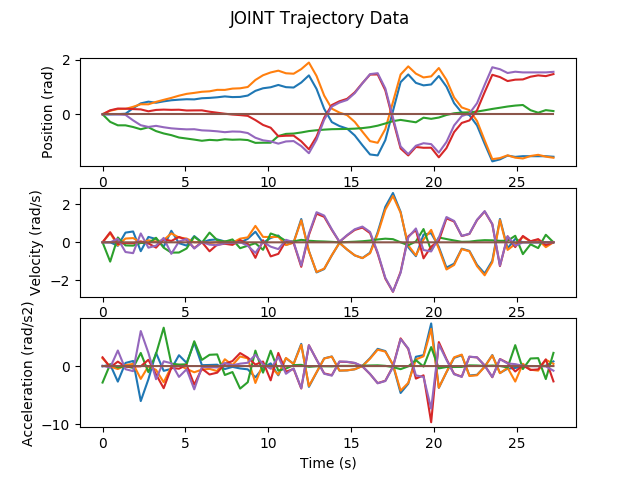 JOINT Trajectory Data
Position (rad)
2
0
0 5 10 15 20 25
Velocity (rad/s)
2
0
−2
0 5 10 15 20 25
Acceleration (rad/s2)
0
−10
0 5 10 15 20 25
Time (s)